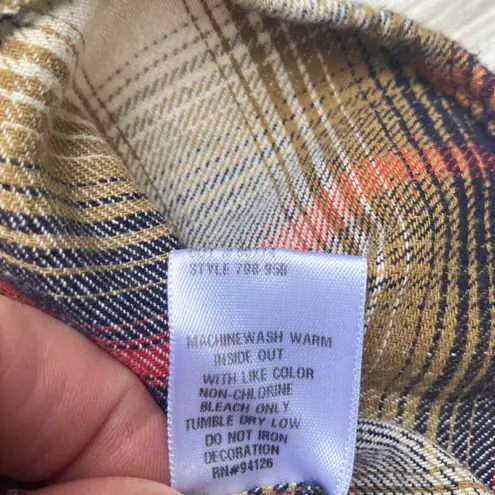 STYLE 798-95B
MACHINEWASH WARM
INSIDE OUT
WITH LIKE COLOR
NON-CHLORINE
BLEACH ONLY
TUMBLE DRY LOW
DO NOT IRON
DECORATION
RN#94126